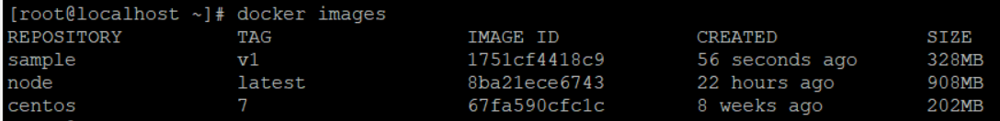 [root@localhost ~]# docker images
REPOSITORY TAG IMAGE ID CREATED SIZE
sample v1 1751cf4418c9 56 seconds ago 328MB
node latest 8ba21ece6743 22 hours ago 908MB
centos 7 67fa590cfc1c 8 weeks ago 202MB